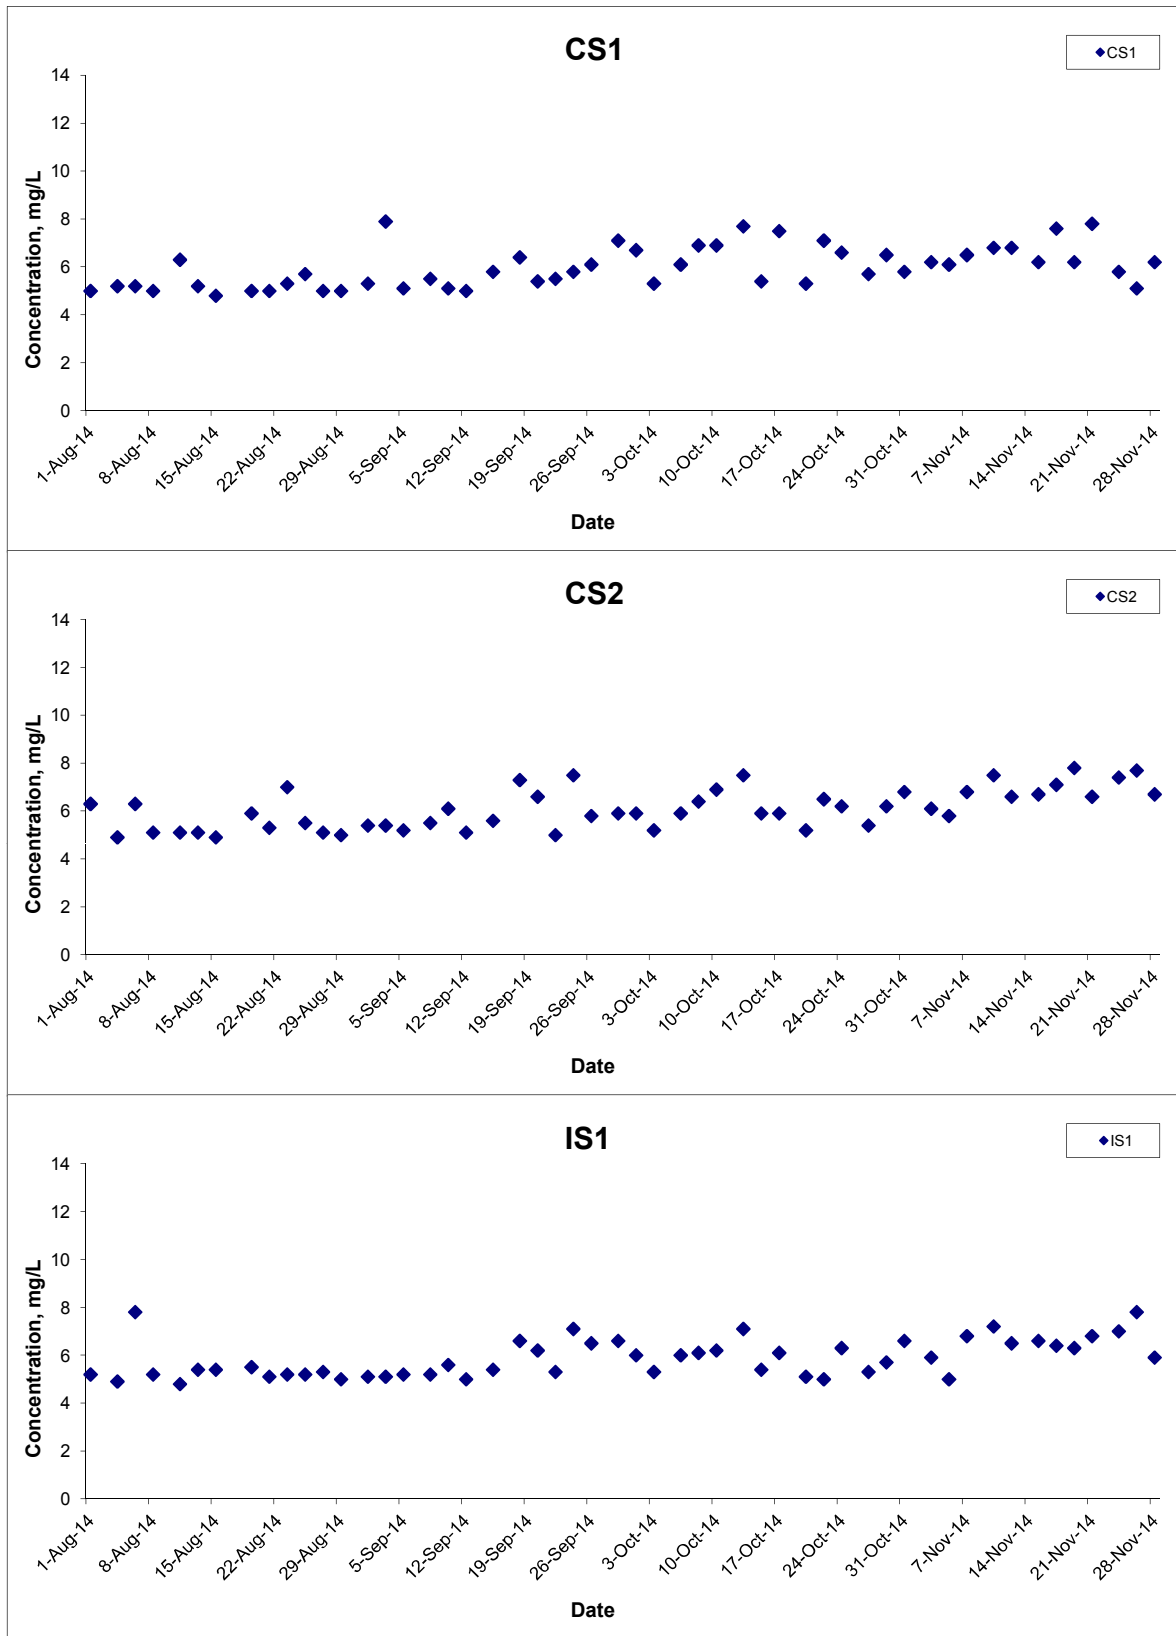 CS1
CS1
14
12
10
8
6
4
2
0
Concentration, mg/L
1-Aug-14
8-Aug-14
15-Aug-14
22-Aug-14
29-Aug-14
5-Sep-14
12-Sep-14
19-Sep-14
26-Sep-14
3-Oct-14
10-Oct-14
17-Oct-14
24-Oct-14
31-Oct-14
7-Nov-14
14-Nov-14
21-Nov-14
28-Nov-14
Date
CS2
CS2
14
12
10
8
6
4
2
0
Concentration, mg/L
1-Aug-14
8-Aug-14
15-Aug-14
22-Aug-14
29-Aug-14
5-Sep-14
12-Sep-14
19-Sep-14
26-Sep-14
3-Oct-14
10-Oct-14
17-Oct-14
24-Oct-14
31-Oct-14
7-Nov-14
14-Nov-14
21-Nov-14
28-Nov-14
Date
IS1
IS1
14
12
10
8
6
4
2
0
Concentration, mg/L
1-Aug-14
8-Aug-14
15-Aug-14
22-Aug-14
29-Aug-14
5-Sep-14
12-Sep-14
19-Sep-14
26-Sep-14
3-Oct-14
10-Oct-14
17-Oct-14
24-Oct-14
31-Oct-14
7-Nov-14
14-Nov-14
21-Nov-14
28-Nov-14
Date